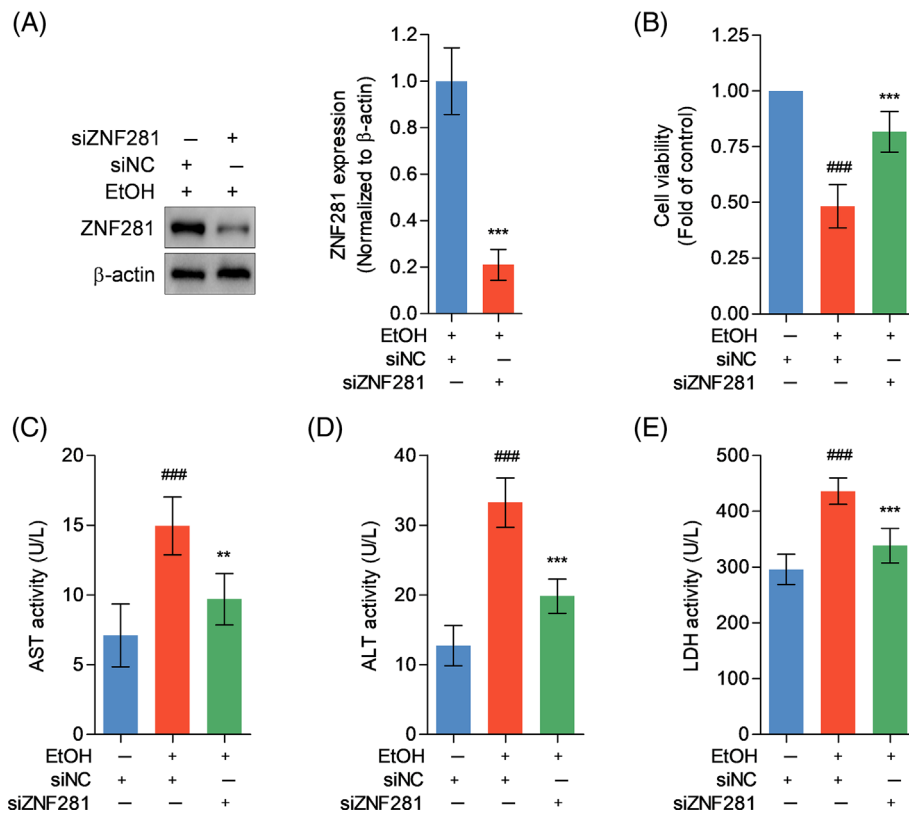 (A)
siZNF281 – +
siNC + –
EtOH + +
ZNF281
β-actin
ZNF281 expression
(Normalized to β-actin)
1.2
1.0
0.8
0.6
0.4
0.2
0.0
***
EtOH + +
siNC + –
siZNF281 – +
(B)
Cell viability
(Fold of control)
1.25
1.00
0.75
0.50
0.25
0.00
###
***
EtOH – + +
siNC + + –
siZNF281 – – +
(C)
AST activity (U/L)
20
15
10
5
0
###
**
EtOH – + +
siNC + + –
siZNF281 – – +
(D)
ALT activity (U/L)
40
30
20
10
0
###
***
EtOH – + +
siNC + + –
siZNF281 – – +
(E)
LDH activity (U/L)
500
400
300
200
100
0
###
***
EtOH – + +
siNC + + –
siZNF281 – – +